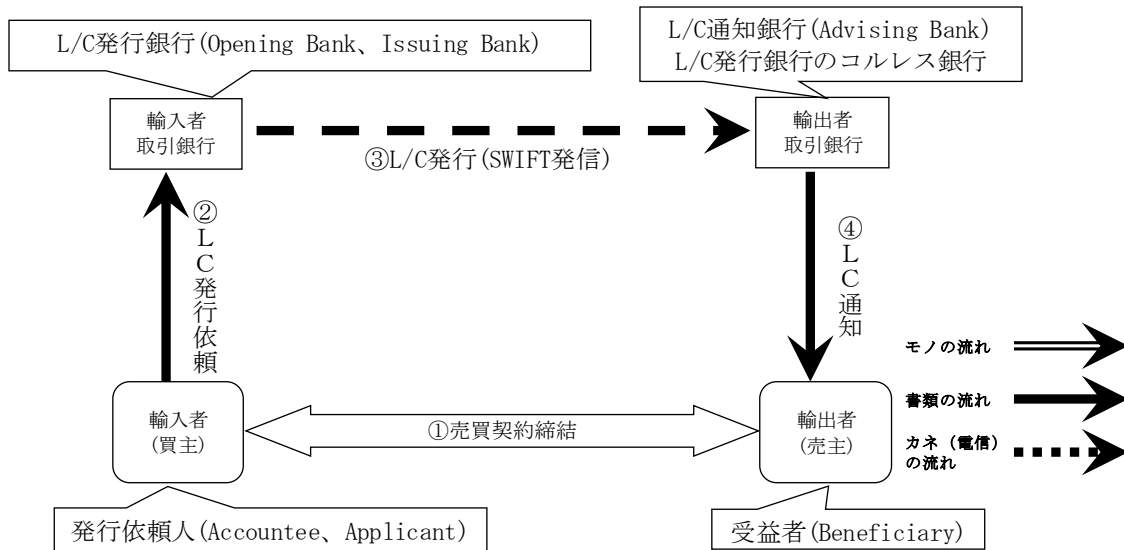 L/C発行銀行(Opening Bank、Issuing Bank)
L/C通知銀行(Advising Bank)
L/C発行銀行のコルレス銀行
輸入者
取引銀行
輸出者
取引銀行
③L/C発行(SWIFT発信)
②LC発行依頼
④LC通知
モノの流れ
書類の流れ
カネ（電信）
の流れ
輸入者
(買主)
①売買契約締結
輸出者
(売主)
発行依頼人(Accountee、Applicant)
受益者(Beneficiary)